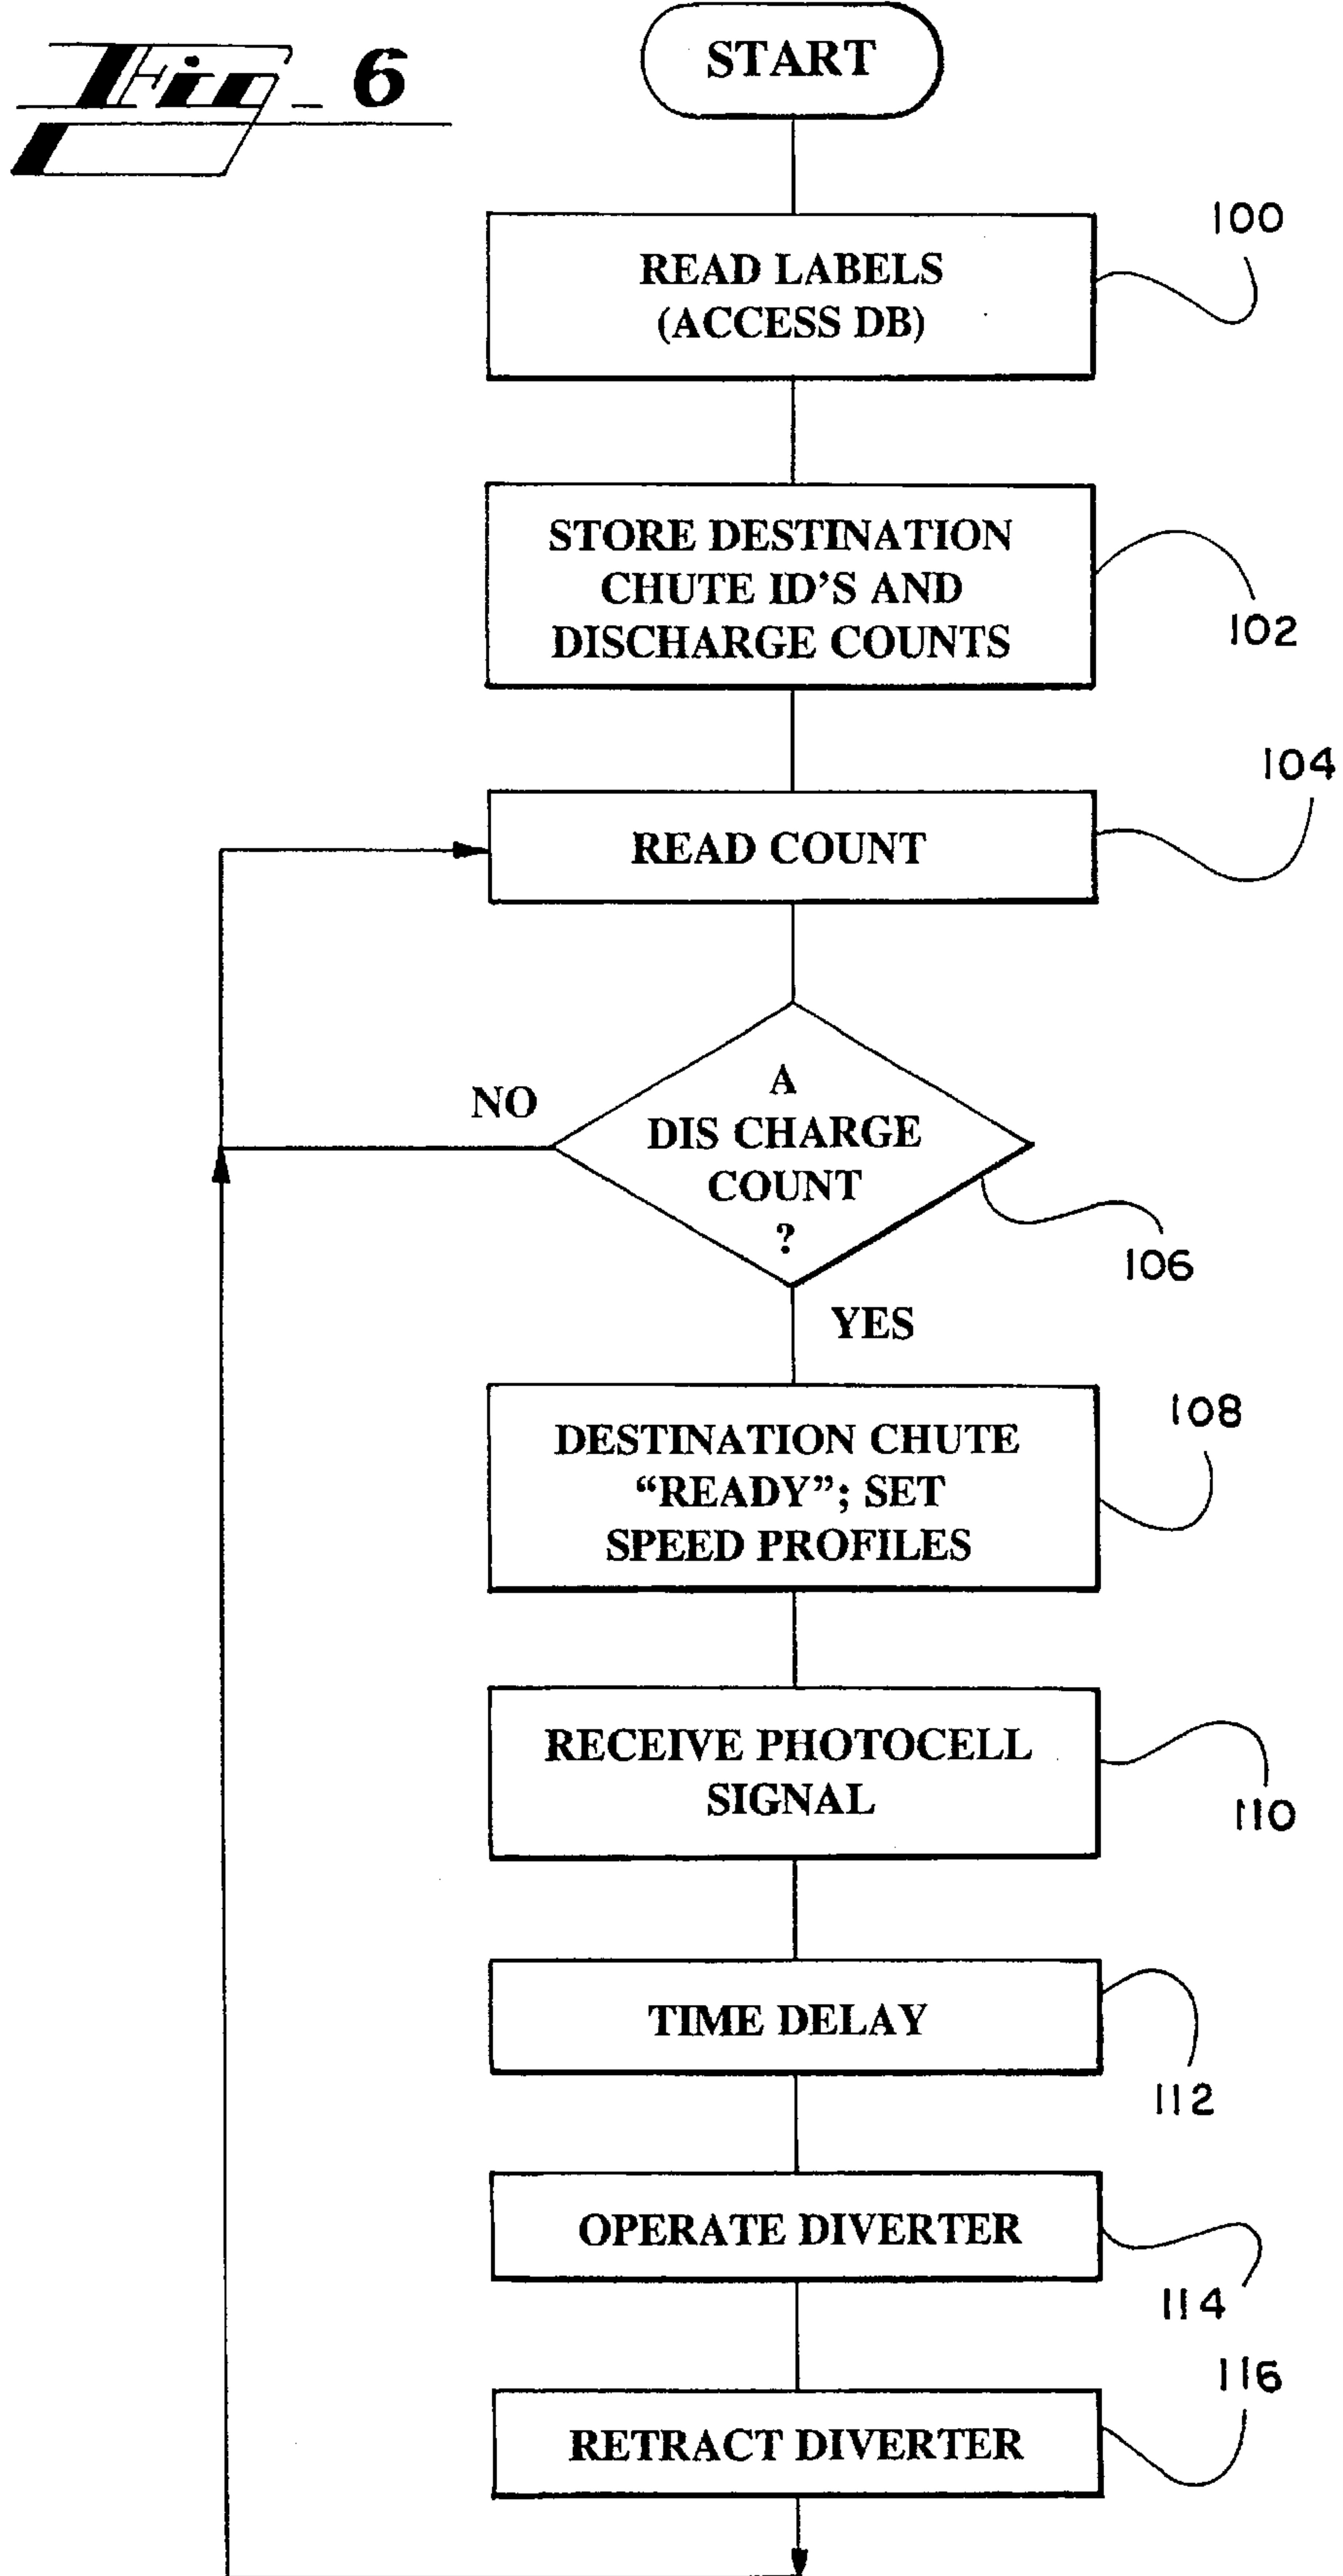 Fig_ 6
START
READ LABELS
(ACCESS DB)
100
STORE DESTINATION
CHUTE ID'S AND
DISCHARGE COUNTS
102
READ COUNT
104
A
DIS CHARGE
COUNT
?
NO
106
YES
DESTINATION CHUTE
“READY”; SET
SPEED PROFILES
108
RECEIVE PHOTOCELL
SIGNAL
110
TIME DELAY
112
OPERATE DIVERTER
114
RETRACT DIVERTER
116